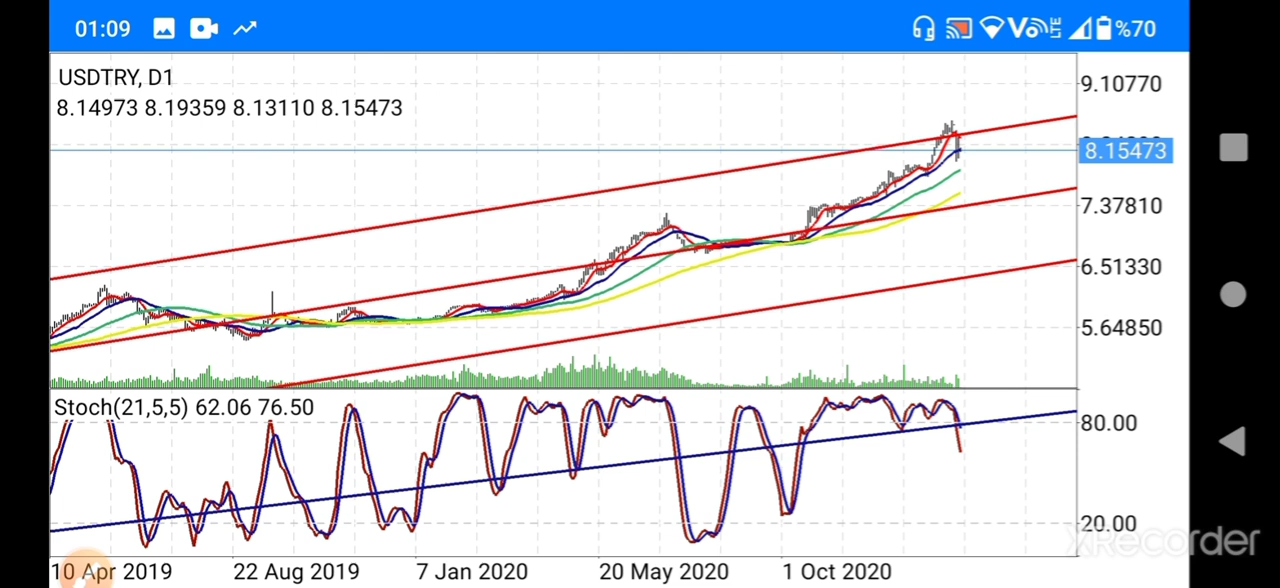 01:09
LTE
%70
USDTRY, D1
8.14973 8.19359 8.13110 8.15473
9.10770
8.15473
7.37810
6.51330
5.64850
Stoch(21,5,5) 62.06 76.50
80.00
20.00
XRecorder
10 Apr 2019
22 Aug 2019
7 Jan 2020
20 May 2020
1 Oct 2020